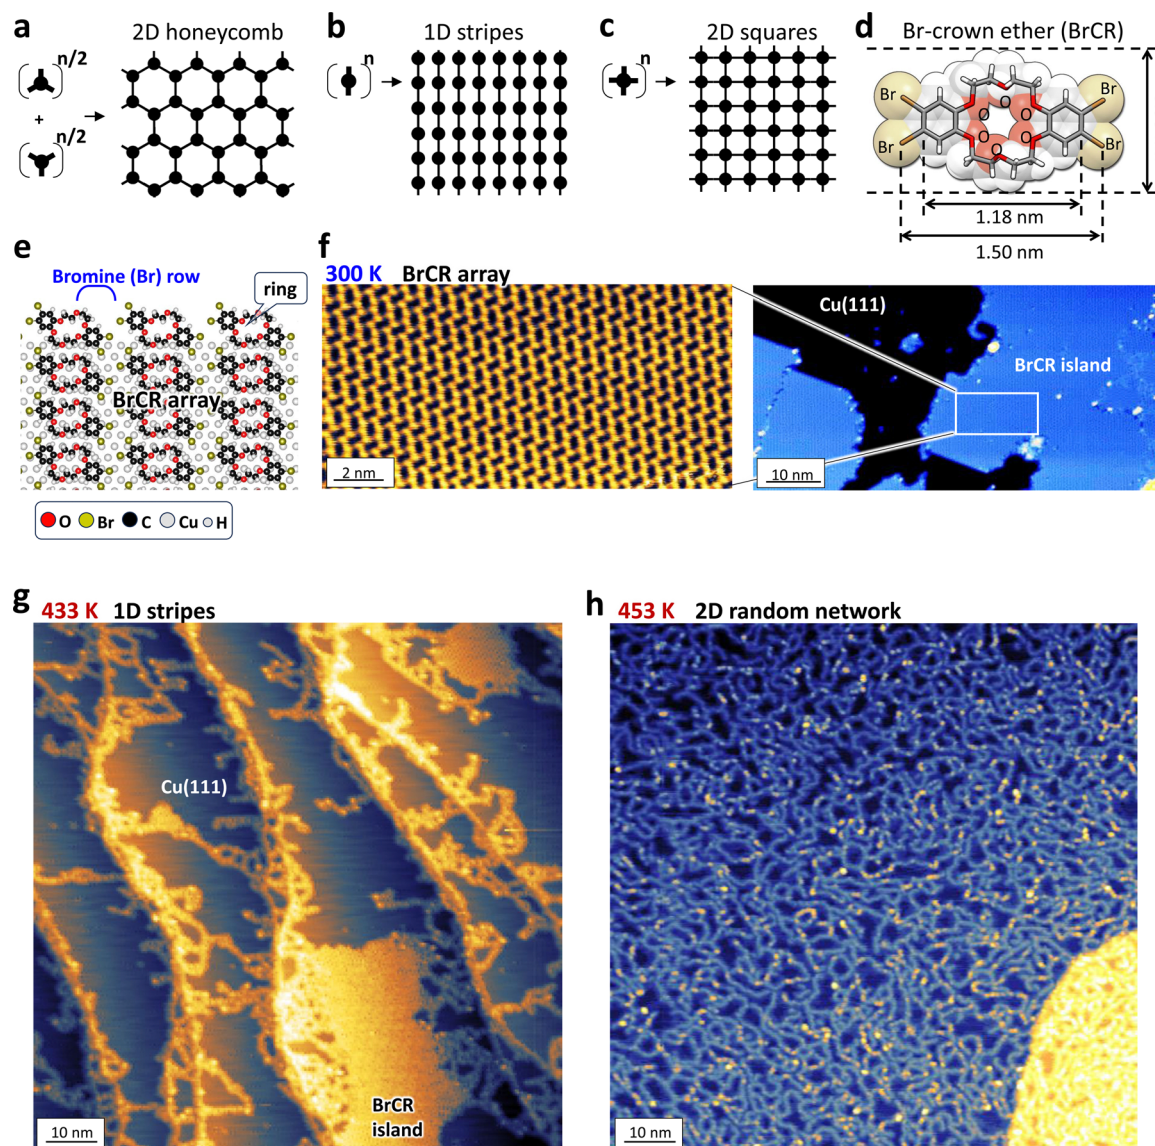 a 2D honeycomb
n/2
+
n/2
b 1D stripes
n
c 2D squares
n
d Br-crown ether (BrCR)
Br Br
Br Br
O
O O
O O
1.18 nm
1.50 nm
e
Bromine (Br) row
ring
BrCR array
O Br C Cu H
f 300 K BrCR array
2 nm
Cu(111)
BrCR island
10 nm
g 433 K 1D stripes
Cu(111)
BrCR
island
10 nm
h 453 K 2D random network
10 nm